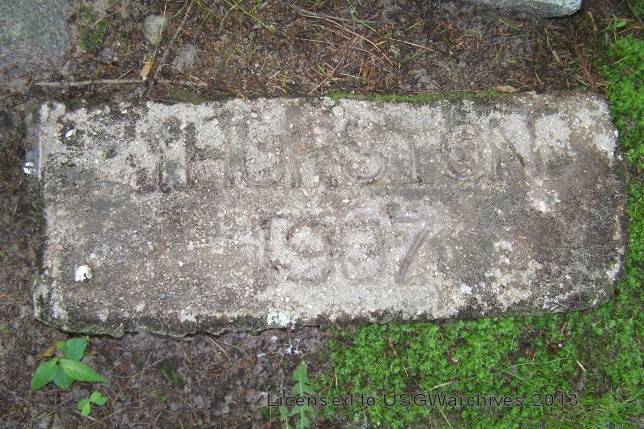 THURSTON
1907
Licensed to USGWarchives 2013